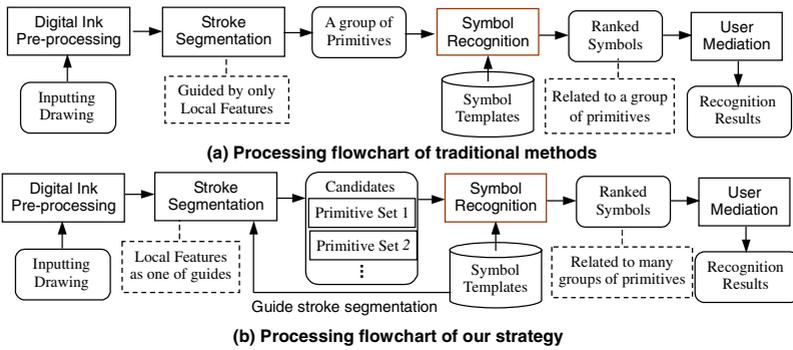 Digital Ink
Pre-processing
Stroke
Segmentation
A group of
Primitives
Symbol
Recognition
Ranked
Symbols
User
Mediation
Inputting
Drawing
Guided by only
Local Features
Symbol
Templates
Related to a group
of primitives
Recognition
Results
(a) Processing flowchart of traditional methods
Digital Ink
Pre-processing
Stroke
Segmentation
Candidates
Primitive Set 1
Primitive Set 2
Symbol
Recognition
Ranked
Symbols
User
Mediation
Inputting
Drawing
Local Features
as one of guides
Symbol
Templates
Related to many
groups of primitives
Recognition
Results
Guide stroke segmentation
(b) Processing flowchart of our strategy